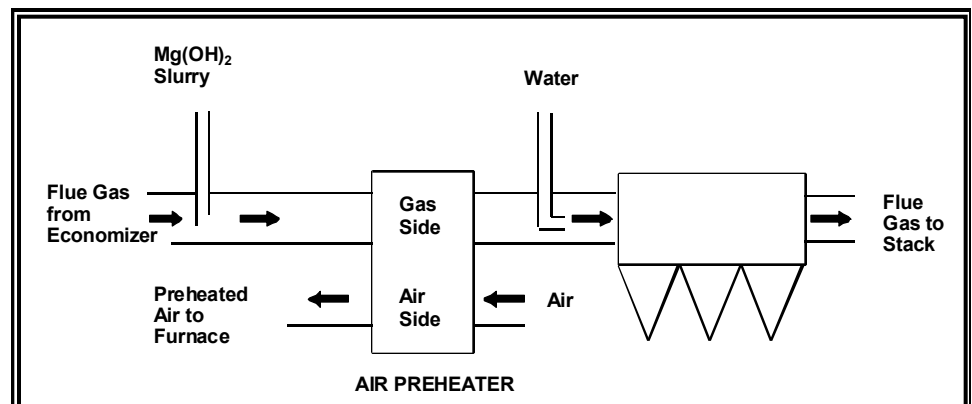 Mg(OH)₂
Slurry
Water
Flue Gas
from
Economizer
Gas
Side
Flue
Gas to
Stack
Preheated
Air to
Furnace
Air
Side
Air
AIR PREHEATER